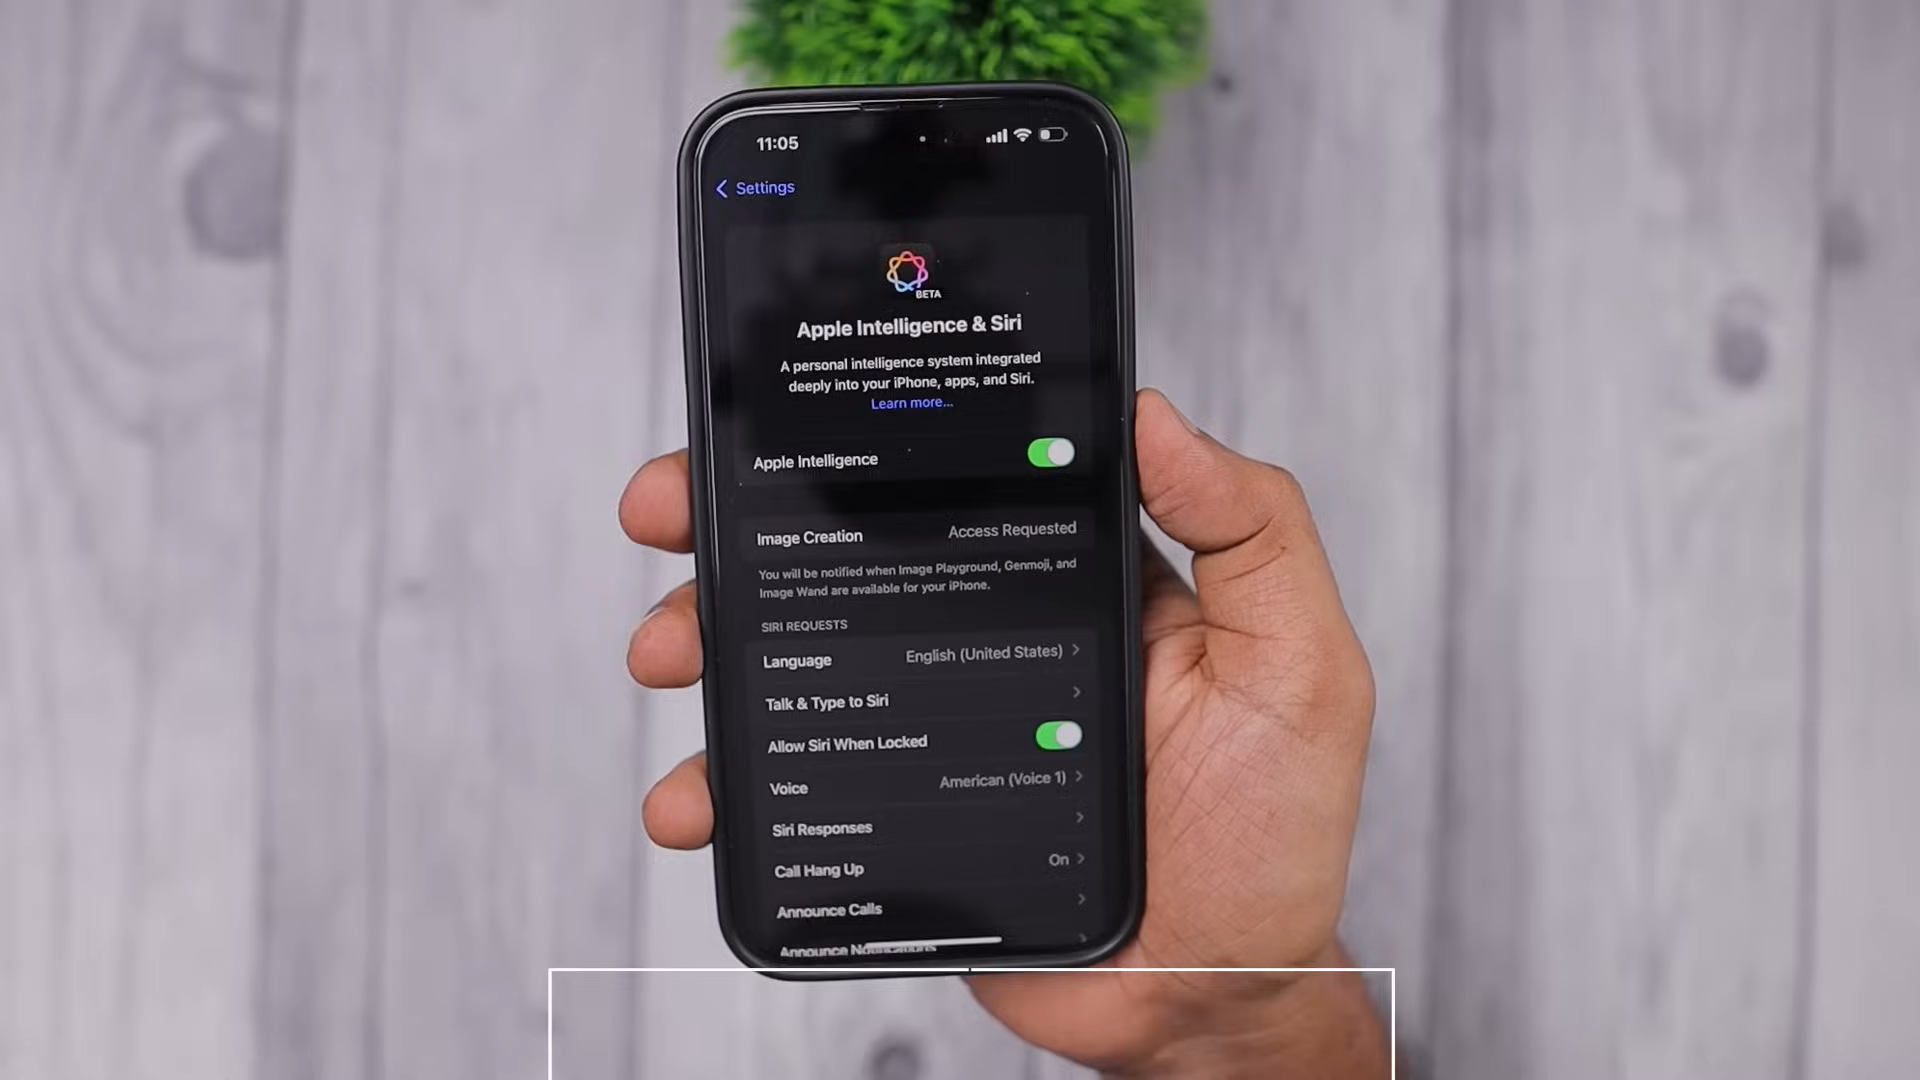 11:05
Settings
BETA
Apple Intelligence & Siri
A personal intelligence system integrated
deeply into your iPhone, apps, and Siri.
Learn more...
Apple Intelligence
Image Creation Access Requested
You will be notified when Image Playground, Genmoji, and
Image Wand are available for your iPhone.
SIRI REQUESTS
Language English (United States)
Talk & Type to Siri
Allow Siri When Locked
Voice American (Voice 1)
Siri Responses
Call Hang Up On
Announce Calls
Announce Notifications